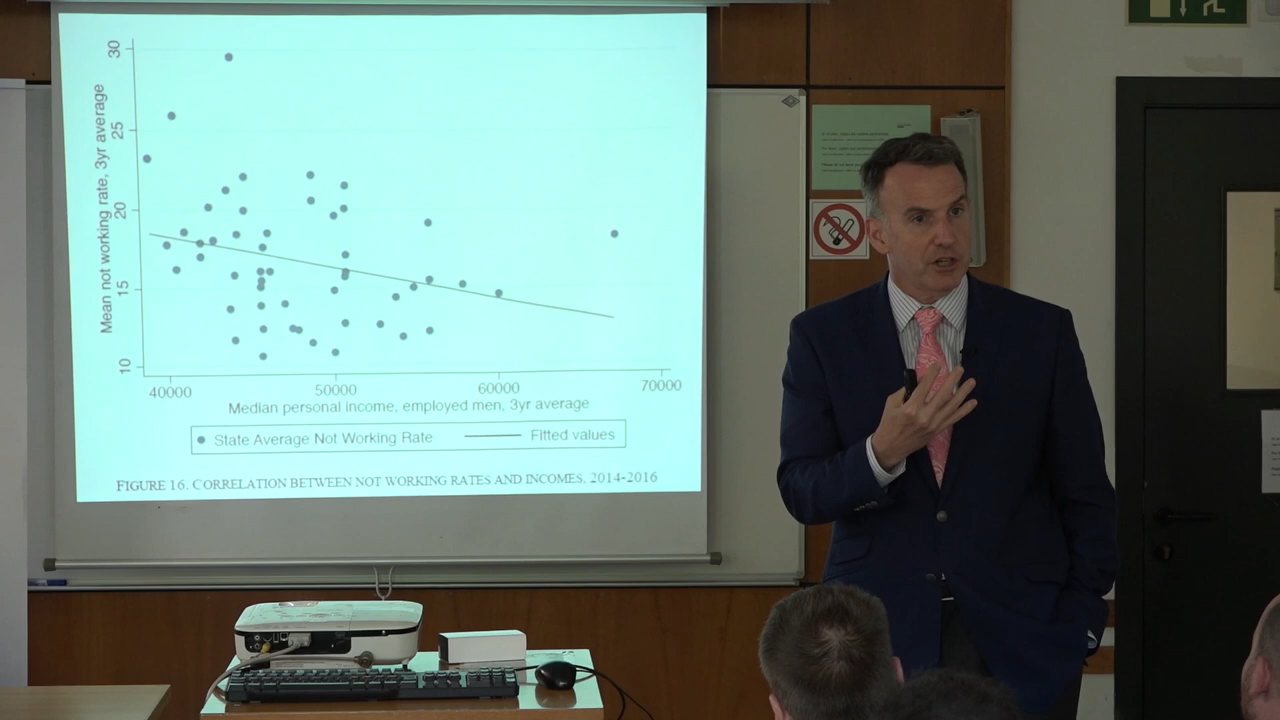 30
25
20
15
10
Mean not working rate, 3yr average
40000 50000 60000 70000
Median personal income, employed men, 3yr average
State Average Not Working Rate Fitted values
FIGURE 16. CORRELATION BETWEEN NOT WORKING RATES AND INCOMES. 2014-2016